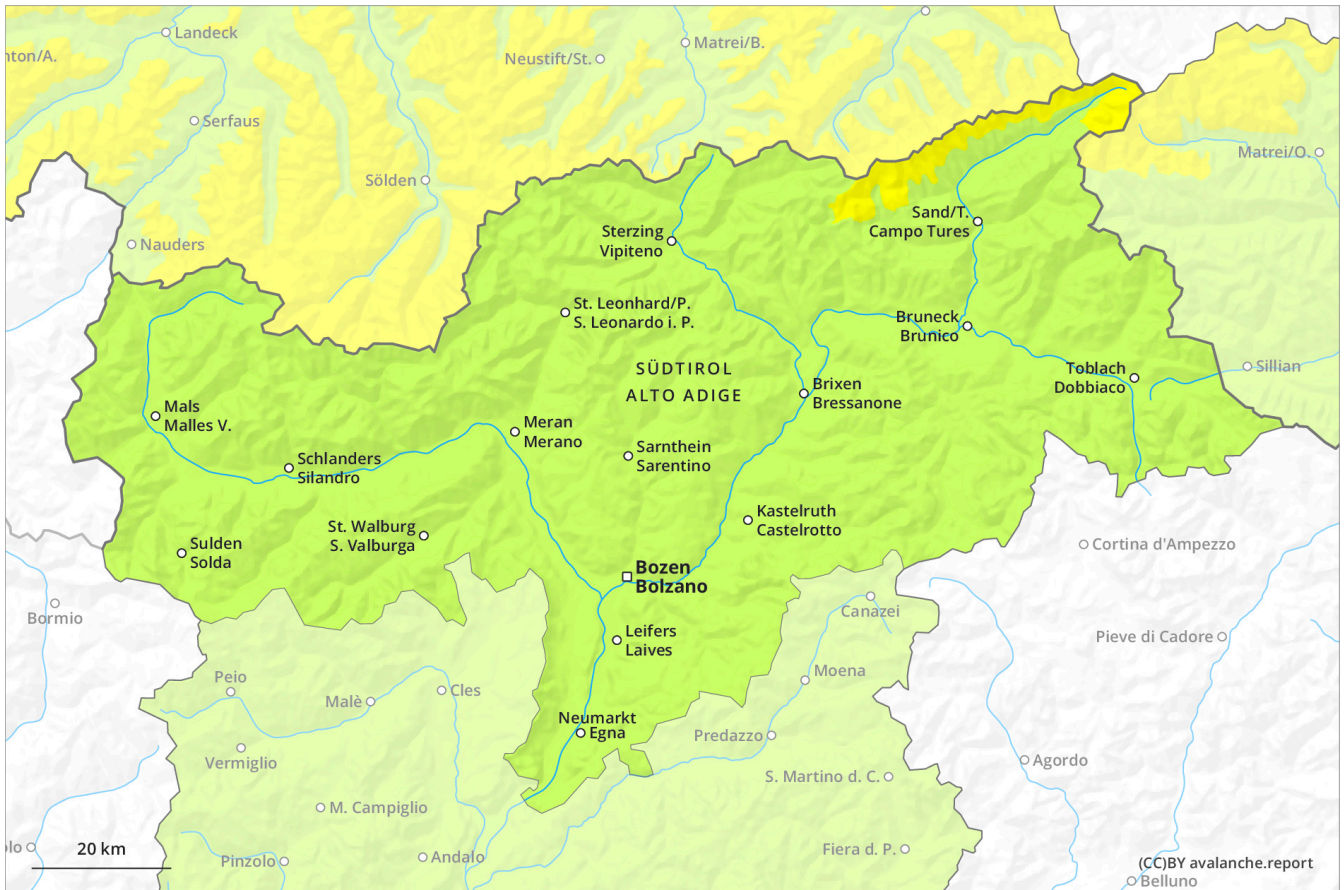 Landeck
Matrei/B.
nton/A.
Neustift/St.
Serfaus
Matrei/O.
Sölden
Sand/T.
Campo Tures
Sterzing
Vipiteno
Nauders
St. Leonhard/P.
S. Leonardo i. P.
Bruneck
Brunico
SÜDTIROL
ALTO ADIGE
Toblach
Dobbiaco
Sillian
Brixen
Bressanone
Mals
Malles V.
Meran
Merano
Sarnthein
Sarentino
Schlanders
Silandro
Kastelruth
Castelrotto
St. Walburg
S. Valburga
Sulden
Solda
Cortina d'Ampezzo
Bozen
Bolzano
Bormio
Canazei
Leifers
Laives
Pieve di Cadore
Moena
Peio
Malè
Cles
Neumarkt
Egna
Predazzo
Vermiglio
Agordo
S. Martino d. C.
M. Campiglio
olo
20 km
Pinzolo
Andalo
Fiera d. P.
(CC)BY avalanche.report
Belluno